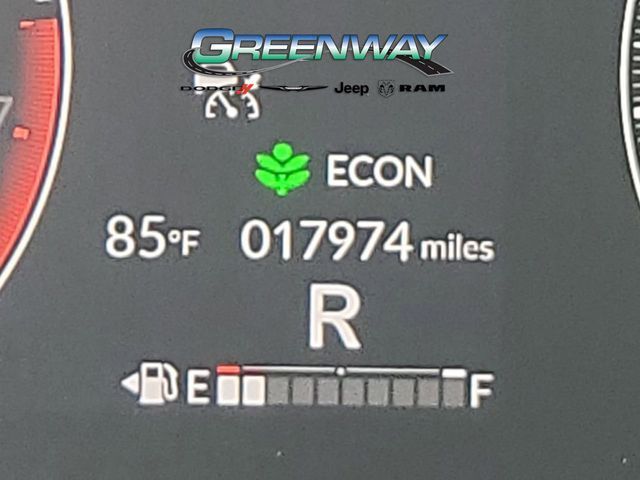 GREENWAY
DODGE Jeep RAM
ECON
85°F 017974 miles
R
E F